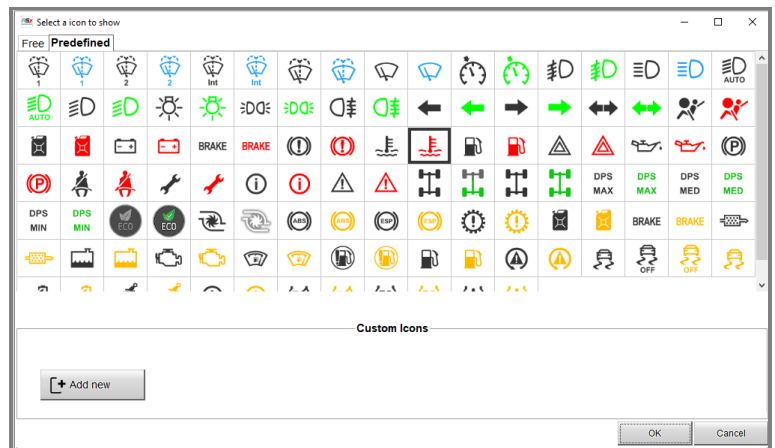 Select a icon to show
Free Predefined
1 1 2 2 Int Int AUTO
AUTO
BRAKE BRAKE
DPS MAX DPS MAX DPS MED DPS MED
DPS MIN DPS MIN ECO ECO ABS ABS ESP ESP BRAKE BRAKE
OFF OFF
Custom Icons
Add new
OK Cancel